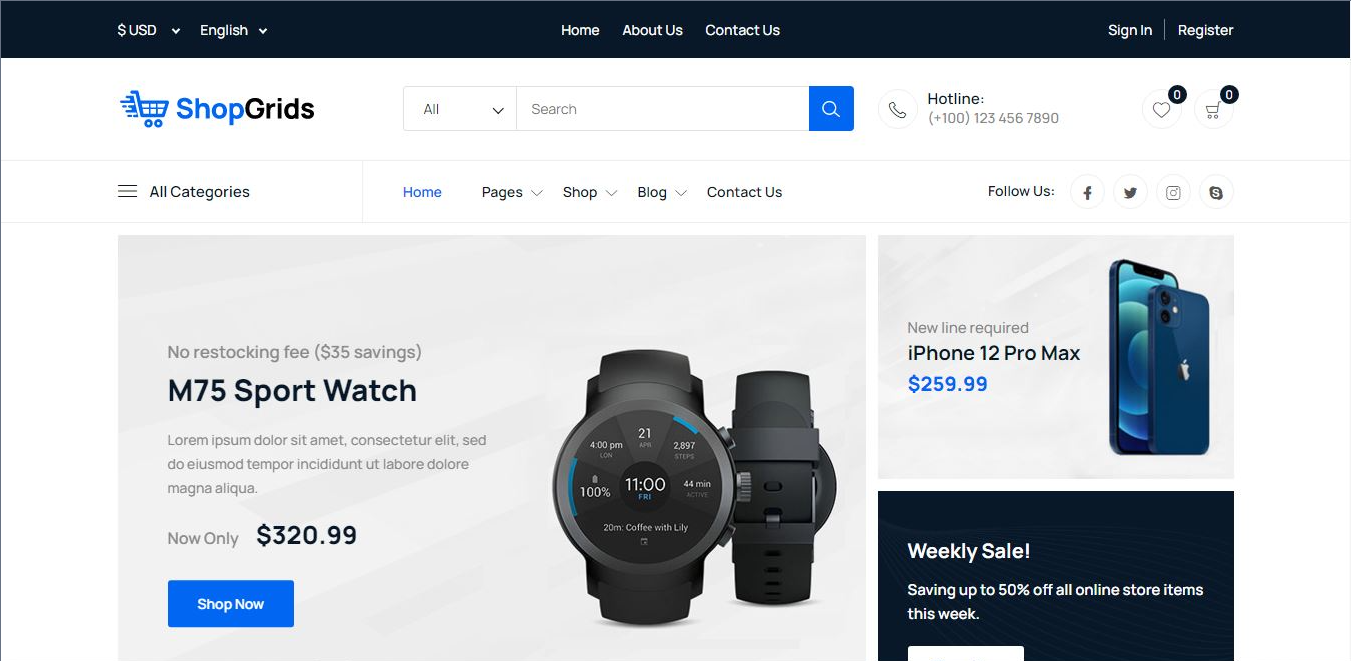 $ USD English Home About Us Contact Us Sign In Register
ShopGrids All Search Hotline: 0 0
(+100) 123 456 7890
All Categories Home Pages Shop Blog Contact Us Follow Us:
No restocking fee ($35 savings)
M75 Sport Watch
Lorem ipsum dolor sit amet, consectetur elit, sed
do eiusmod tempor incididunt ut labore dolore
magna aliqua.
Now Only $320.99
Shop Now
21
APR
4:00 pm
LON
2,897
STEPS
100%
11:00
FRI
44 min
ACTIVE
20m: Coffee with Lily
New line required
iPhone 12 Pro Max
$259.99
Weekly Sale!
Saving up to 50% off all online store items
this week.